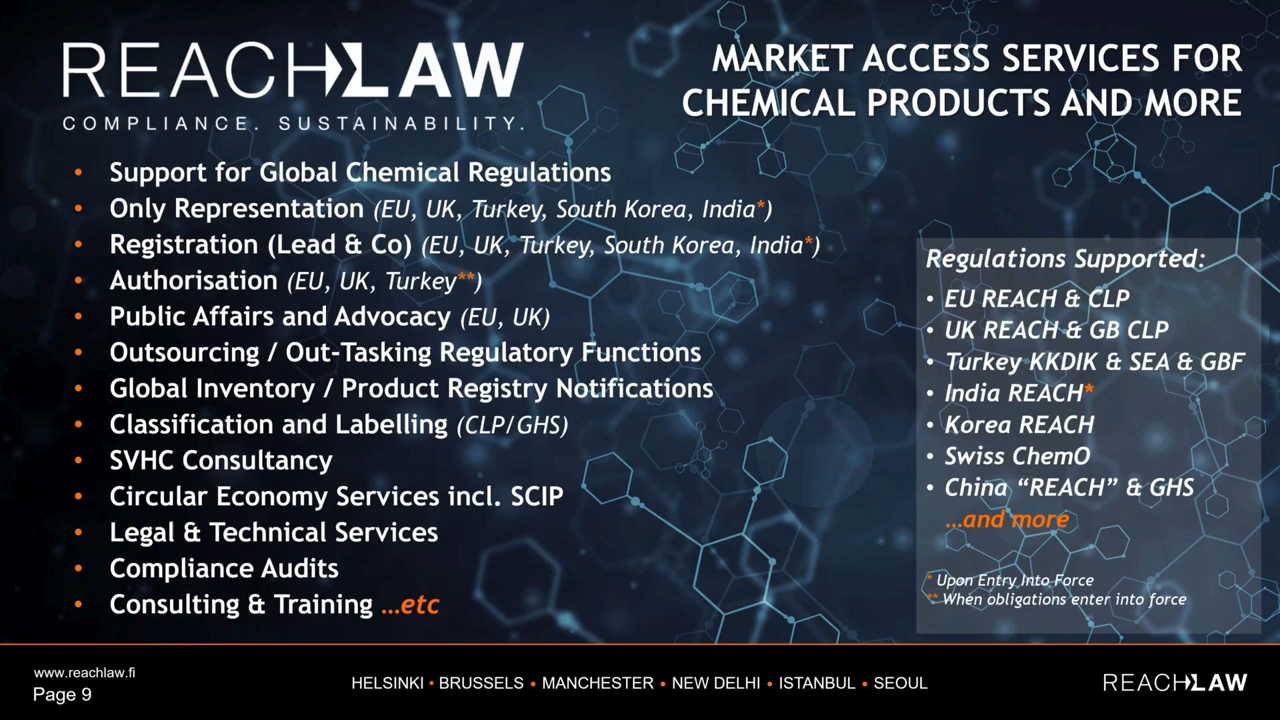 REACHLAW
COMPLIANCE. SUSTAINABILITY.
MARKET ACCESS SERVICES FOR
CHEMICAL PRODUCTS AND MORE
• Support for Global Chemical Regulations
• Only Representation (EU, UK, Turkey, South Korea, India*)
• Registration (Lead & Co) (EU, UK, Turkey, South Korea, India*)
• Authorisation (EU, UK, Turkey**)
• Public Affairs and Advocacy (EU, UK)
• Outsourcing / Out-Tasking Regulatory Functions
• Global Inventory / Product Registry Notifications
• Classification and Labelling (CLP/GHS)
• SVHC Consultancy
• Circular Economy Services incl. SCIP
• Legal & Technical Services
• Compliance Audits
• Consulting & Training ...etc
Regulations Supported:
• EU REACH & CLP
• UK REACH & GB CLP
• Turkey KKDIK & SEA & GBF
• India REACH*
• Korea REACH
• Swiss ChemO
• China “REACH” & GHS
...and more
* Upon Entry Into Force
** When obligations enter into force
www.reachlaw.fi
Page 9
HELSINKI • BRUSSELS • MANCHESTER • NEW DELHI • ISTANBUL • SEOUL
REACHLAW